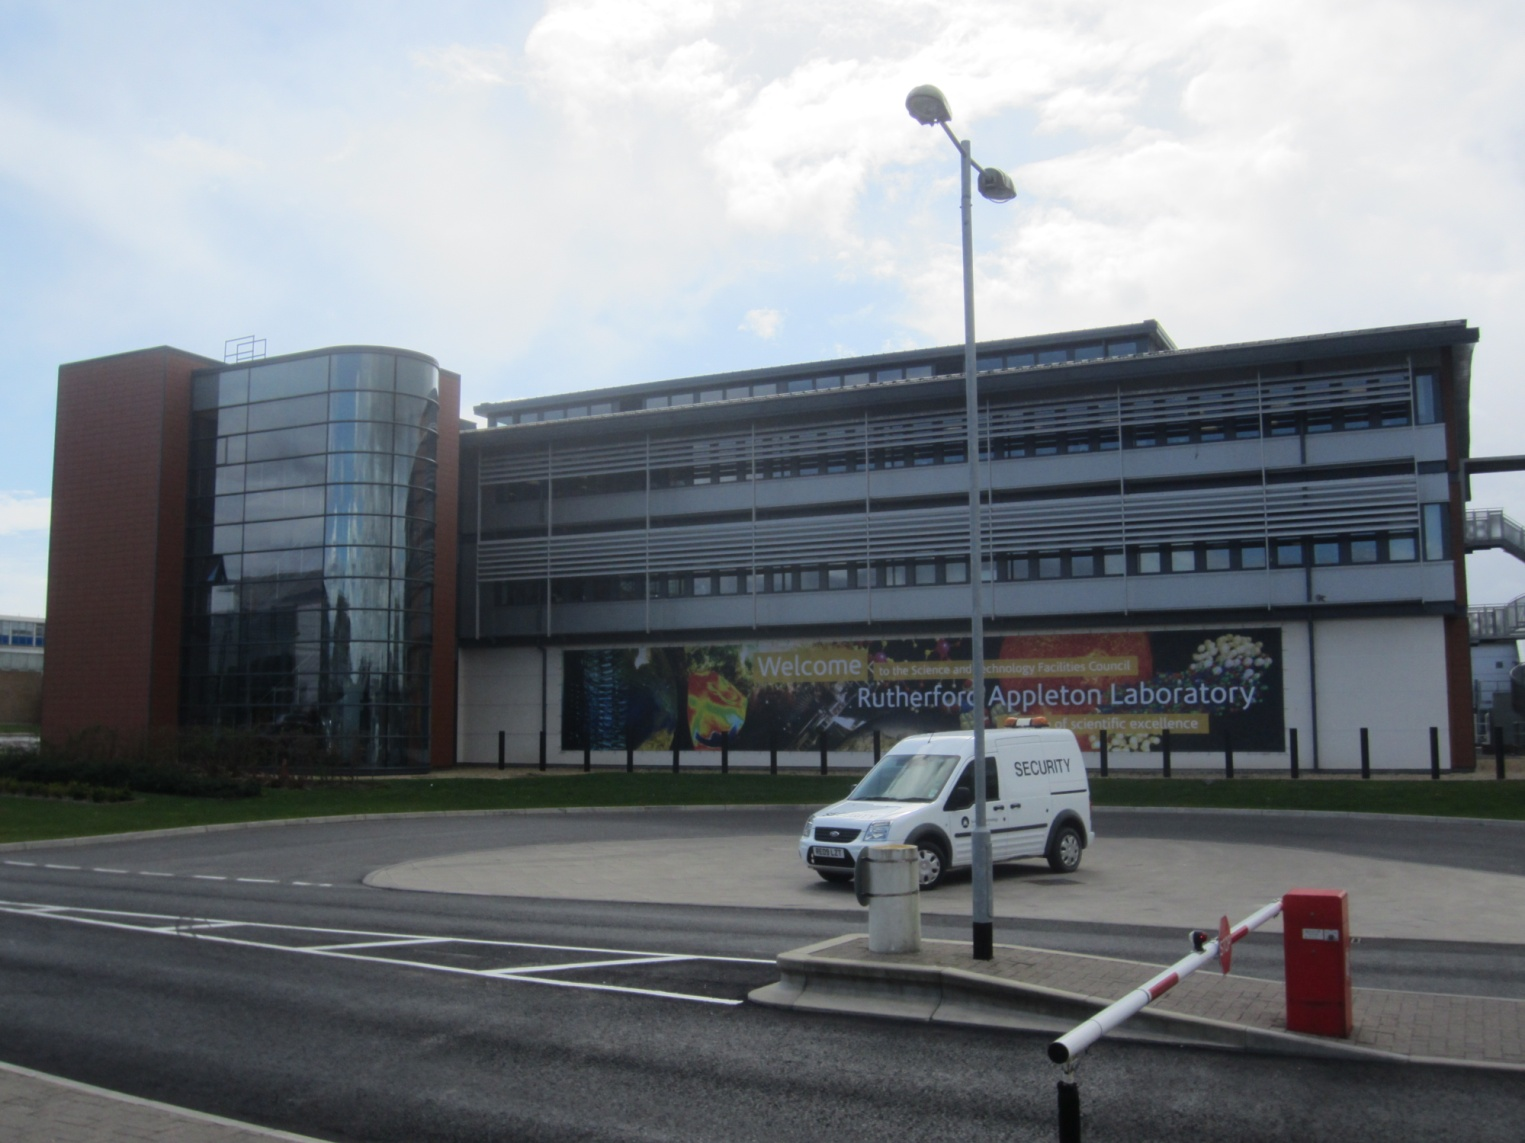 Welcome to the Science and Technology Facilities Council
Rutherford Appleton Laboratory
of scientific excellence
SECURITY